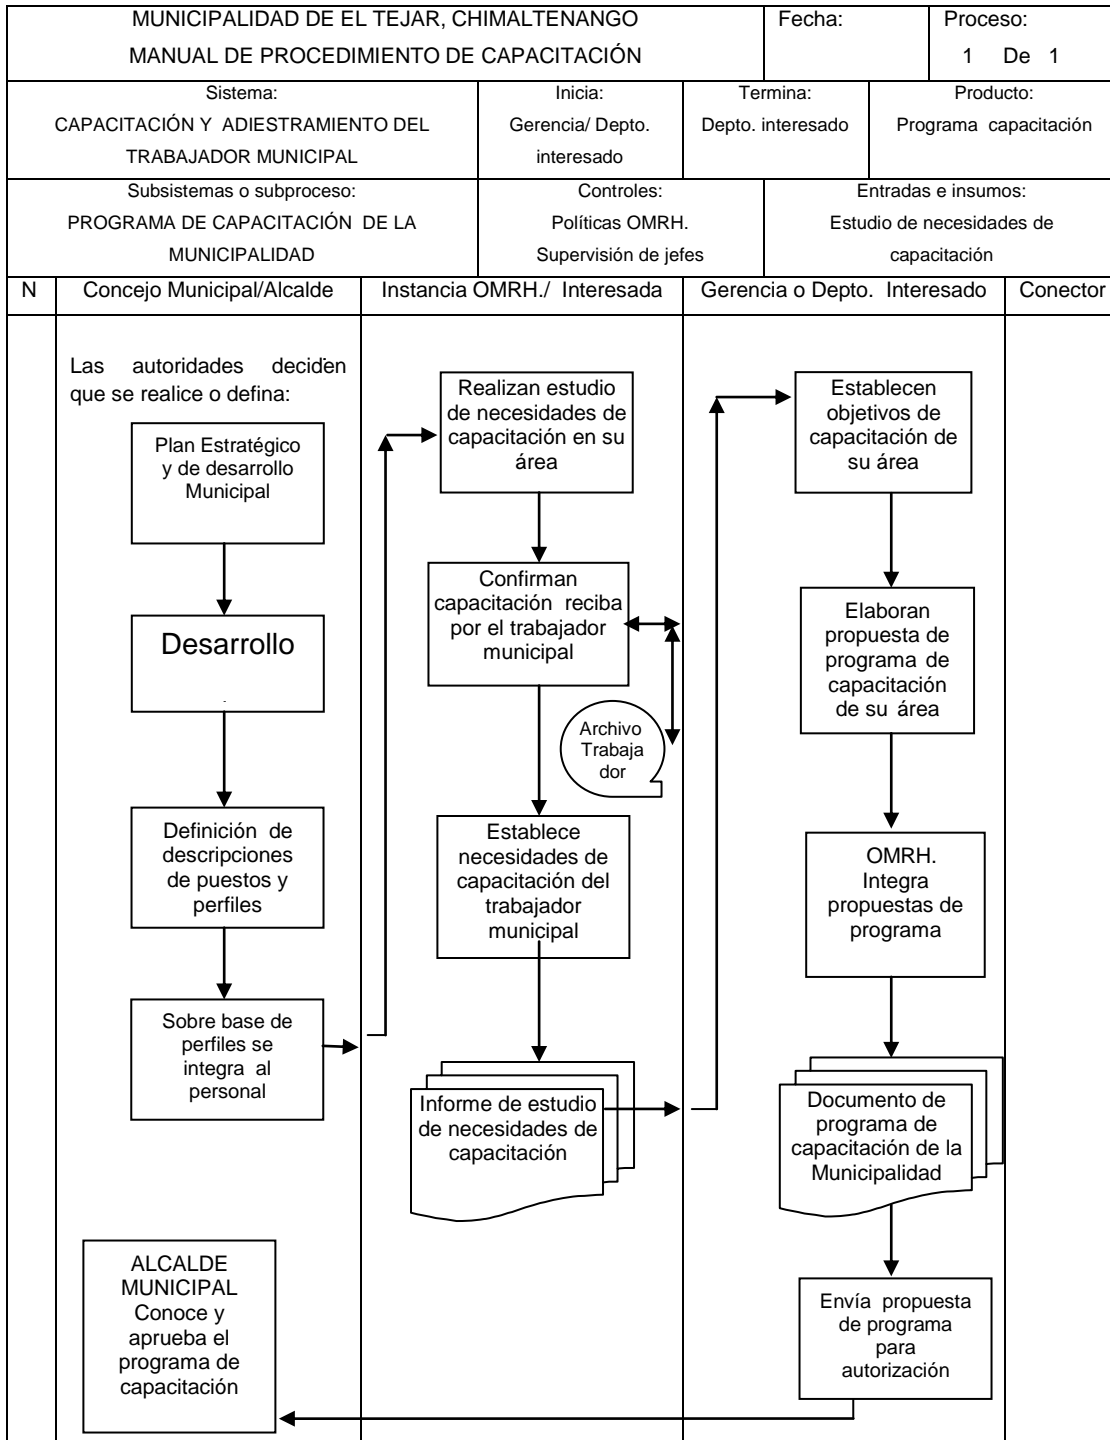 MUNICIPALIDAD DE EL TEJAR, CHIMALTENANGO
MANUAL DE PROCEDIMIENTO DE CAPACITACIÓN
Fecha:
Proceso:
1 De 1
Sistema:
CAPACITACIÓN Y ADIESTRAMIENTO DEL
TRABAJADOR MUNICIPAL
Inicia:
Gerencia/ Depto.
interesado
Termina:
Depto. interesado
Producto:
Programa capacitación
Subsistemas o subproceso:
PROGRAMA DE CAPACITACIÓN DE LA
MUNICIPALIDAD
Controles:
Políticas OMRH.
Supervisión de jefes
Entradas e insumos:
Estudio de necesidades de
capacitación
N
Concejo Municipal/Alcalde
Instancia OMRH./ Interesada
Gerencia o Depto. Interesado
Conector
Las autoridades deciden
que se realice o defina:
Plan Estratégico
y de desarrollo
Municipal
Desarrollo
.
Definición de
descripciones
de puestos y
perfiles
Sobre base de
perfiles se
integra al
personal
ALCALDE
MUNICIPAL
Conoce y
aprueba el
programa de
capacitación
Realizan estudio
de necesidades de
capacitación en su
área
Confirman
capacitación reciba
por el trabajador
municipal
Archivo
Trabaja
dor
Establece
necesidades de
capacitación del
trabajador
municipal
Informe de estudio
de necesidades de
capacitación
Establecen
objetivos de
capacitación de
su área
Elaboran
propuesta de
programa de
capacitación
de su área
OMRH.
Integra
propuestas de
programa
Documento de
programa de
capacitación de la
Municipalidad
Envía propuesta
de programa
para
autorización